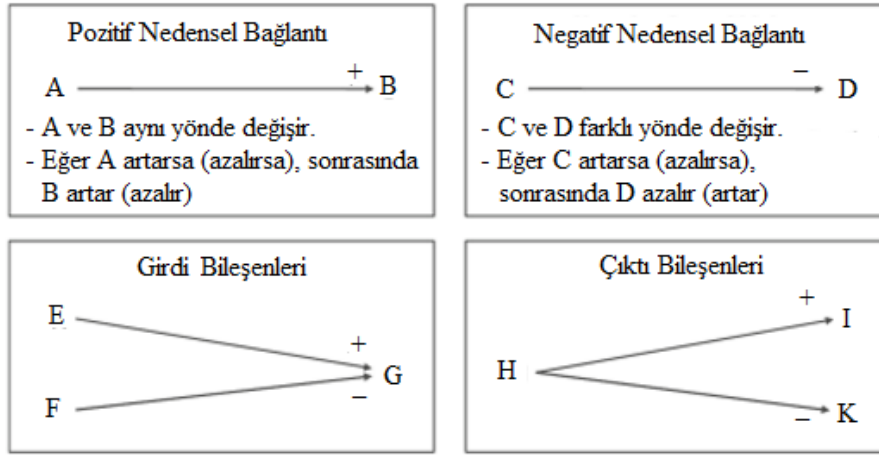 Pozitif Nedensel Bağlantı
A + B
- A ve B aynı yönde değişir.
- Eğer A artarsa (azalırsa), sonrasında
B artar (azalır)
Negatif Nedensel Bağlantı
C – D
- C ve D farklı yönde değişir.
- Eğer C artarsa (azalırsa),
sonrasında D azalır (artar)
Girdi Bileşenleri
E
+
G
–
F
Çıktı Bileşenleri
+
I
H
–
K